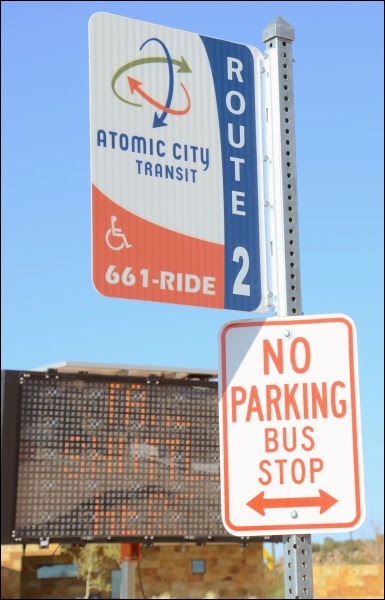 ATOMIC CITY
TRANSIT
ROUTE 2
661-RIDE
NO
PARKING
BUS
STOP